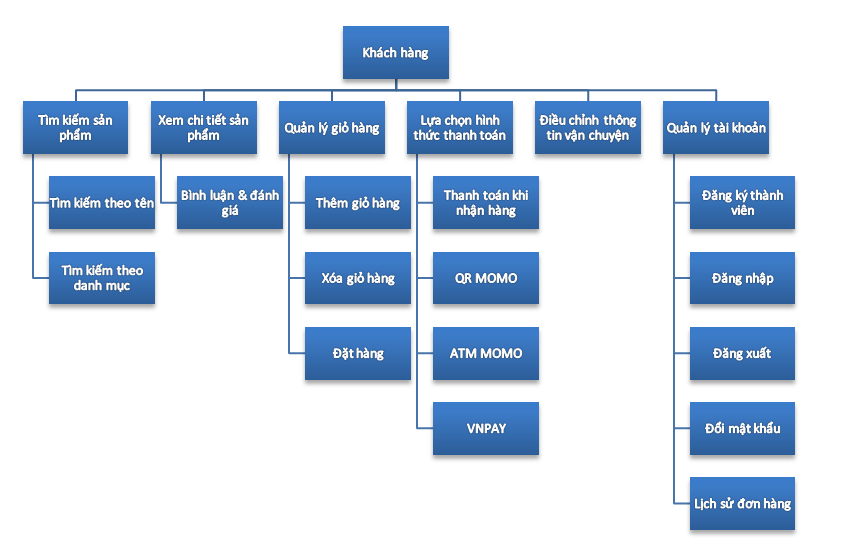 Khách hàng
Tìm kiếm sản
phẩm
Xem chi tiết sản
phẩm
Quản lý giỏ hàng
Lựa chọn hình
thức thanh toán
Điều chỉnh thông
tin vận chuyện
Quản lý tài khoản
Tìm kiếm theo tên
Bình luận & đánh
giá
Thêm giỏ hàng
Thanh toán khi
nhận hàng
Đăng ký thành
viên
Tìm kiếm theo
danh mục
Xóa giỏ hàng
QR MOMO
Đăng nhập
Đặt hàng
ATM MOMO
Đăng xuất
VNPAY
Đổi mật khẩu
Lịch sử đơn hàng